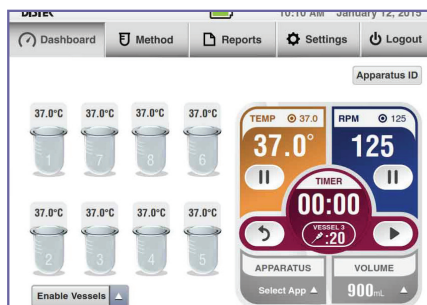 DISTEK 10:10 AM January 12, 2015
Dashboard Method Reports Settings Logout
Apparatus ID
37.0°C 37.0°C 37.0°C 37.0°C
1 7 8 6
37.0°C 37.0°C 37.0°C 37.0°C
2 3 4 5
Enable Vessels
TEMP 37.0 RPM 125
37.0° 125
TIMER
00:00
VESSEL 3
:20
APPARATUS VOLUME
Select App 900mL